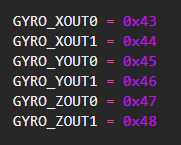 GYRO_XOUT0 = 0x43
GYRO_XOUT1 = 0x44
GYRO_YOUT0 = 0x45
GYRO_YOUT1 = 0x46
GYRO_ZOUT0 = 0x47
GYRO_ZOUT1 = 0x48